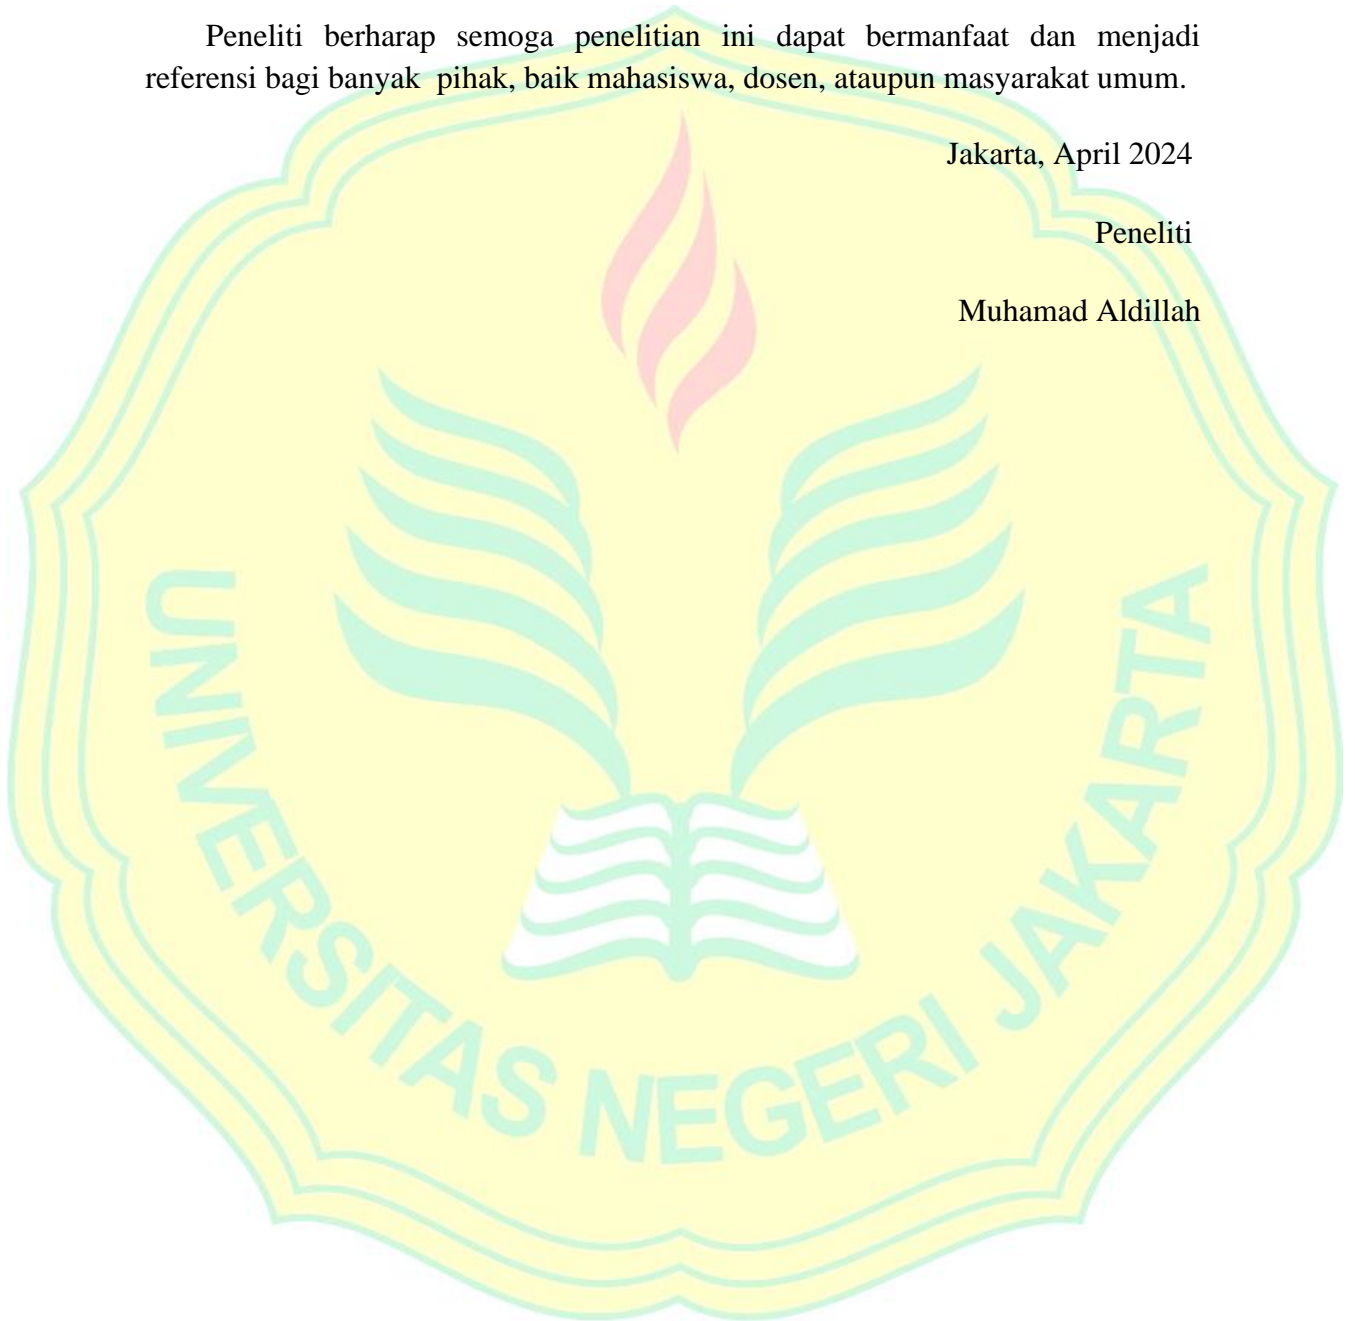 Peneliti berharap semoga penelitian ini dapat bermanfaat dan menjadi
referensi bagi banyak  pihak, baik mahasiswa, dosen, ataupun masyarakat umum.
Jakarta, April 2024
Peneliti
Muhamad Aldillah
UNIVERSITAS NEGERI JAKARTA